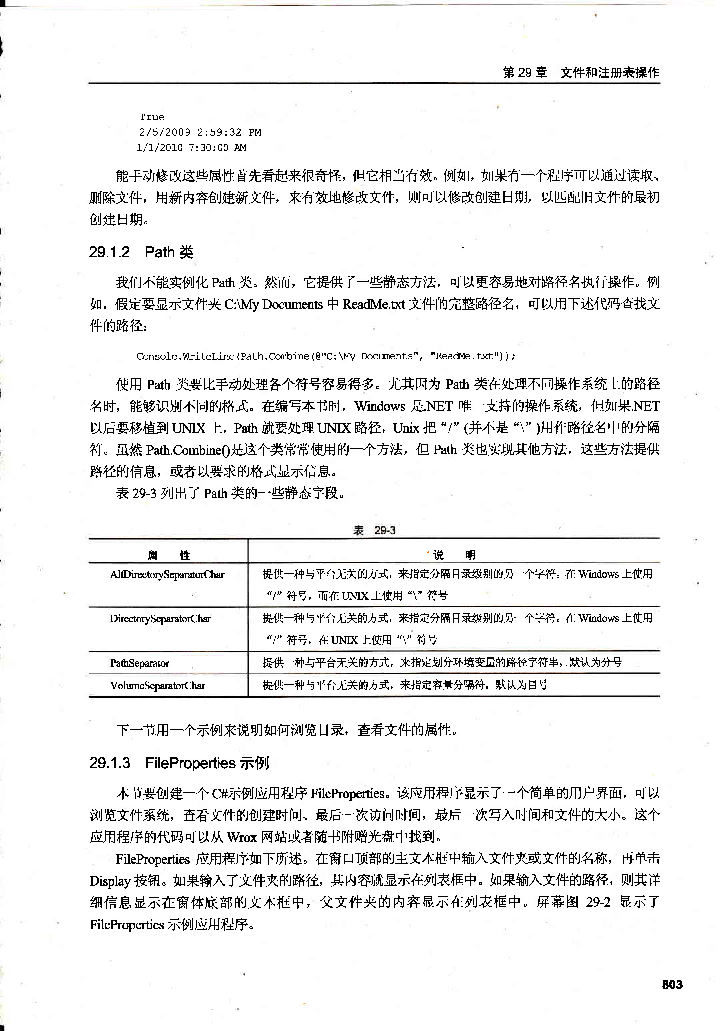 第 29 章 文件和注册表操作
True
2/5/2009 2:59:32 PM
1/1/2010 7:30:00 AM
能手动修改这些属性首先看起来很奇怪，但它相当有效。例如，如果有一个程序可以通过读取、
删除文件，用新内容创建新文件，来有效地修改文件，则可以修改创建日期，以匹配旧文件的最初
创建日期。
29.1.2 Path 类
我们不能实例化 Path 类。然而，它提供了一些静态方法，可以更容易地对路径名执行操作。例
如，假定要显示文件夹 C:\My Documents 中 ReadMe.txt 文件的完整路径名，可以用下述代码查找文
件的路径：
Console.WriteLine(Path.Combine(@"C:\My Documents", "ReadMe.txt"));
使用 Path 类要比手动处理各个符号容易得多。尤其因为 Path 类在处理不同操作系统上的路径
名时，能够识别不同的格式。在编写本书时，Windows 是.NET 唯一支持的操作系统，但如果.NET
以后要移植到 UNIX 上，Path 就要处理 UNIX 路径，Unix 把“/”(并不是“\”)用作路径名中的分隔
符。虽然 Path.Combine()是这个类常常使用的一个方法，但 Path 类也实现其他方法，这些方法提供
路径的信息，或者以要求的格式显示信息。
表 29-3 列出了 Path 类的一些静态字段。
表 29-3
属 性 说 明
AltDirectorySeparatorChar 提供一种与平台无关的方式，来指定分隔目录级别的另一个字符。在 Windows 上使用
“/”符号，而在 UNIX 上使用“\”符号
DirectorySeparatorChar 提供一种与平台无关的方式，来指定分隔目录级别的另一个字符。在 Windows 上使用
“/”符号，在 UNIX 上使用“\”符号
PathSeparator 提供一种与平台无关的方式，来指定划分环境变量的路径字符串，默认为分号
VolumeSeparatorChar 提供一种与平台无关的方式，来指定容量分隔符，默认为冒号
下一节用一个示例来说明如何浏览目录，查看文件的属性。
29.1.3 FileProperties 示例
本节要创建一个 C#示例应用程序 FileProperties。该应用程序显示了一个简单的用户界面，可以
浏览文件系统，查看文件的创建时间、最后一次访问时间，最后一次写入时间和文件的大小。这个
应用程序的代码可以从 Wrox 网站或者随书附赠光盘中找到。
FileProperties 应用程序如下所述。在窗口顶部的主文本框中输入文件夹或文件的名称，再单击
Display 按钮。如果输入了文件夹的路径，其内容就显示在列表框中。如果输入文件的路径，则其详
细信息显示在窗体底部的文本框中，父文件夹的内容显示在列表框中。屏幕图 29-2 显示了
FileProperties 示例应用程序。
803